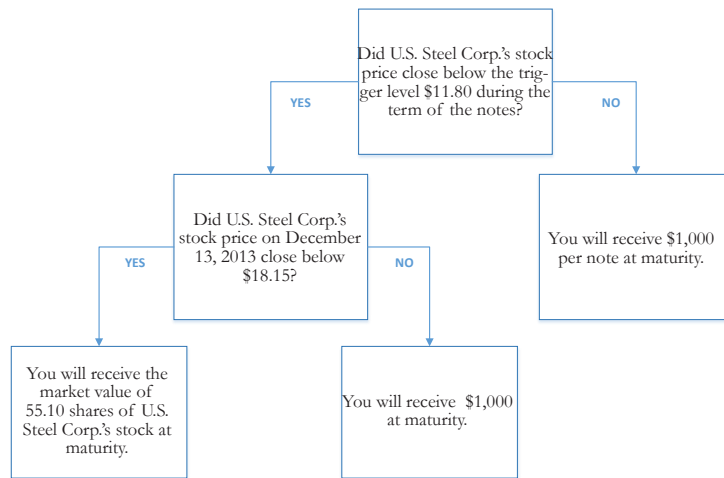 Did U.S. Steel Corp.'s stock
price close below the trig-
ger level $11.80 during the
term of the notes?
YES
NO
Did U.S. Steel Corp.'s
stock price on December
13, 2013 close below
$18.15?
You will receive $1,000
per note at maturity.
YES
NO
You will receive the
market value of
55.10 shares of U.S.
Steel Corp.'s stock at
maturity.
You will receive $1,000
at maturity.